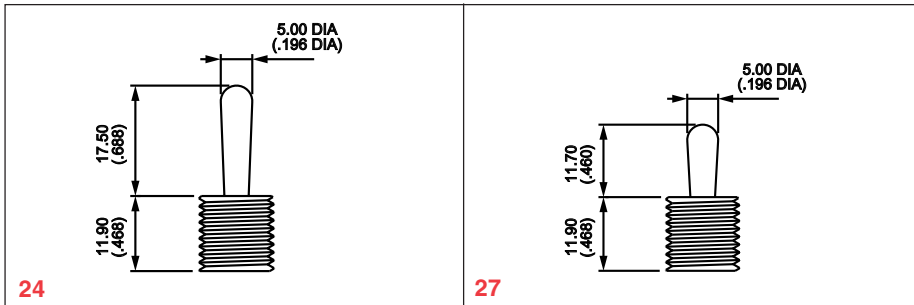 5.00 DIA
(.196 DIA)
17.50
(.688)
11.90
(.468)
24
5.00 DIA
(.196 DIA)
11.70
(.460)
11.90
(.468)
27